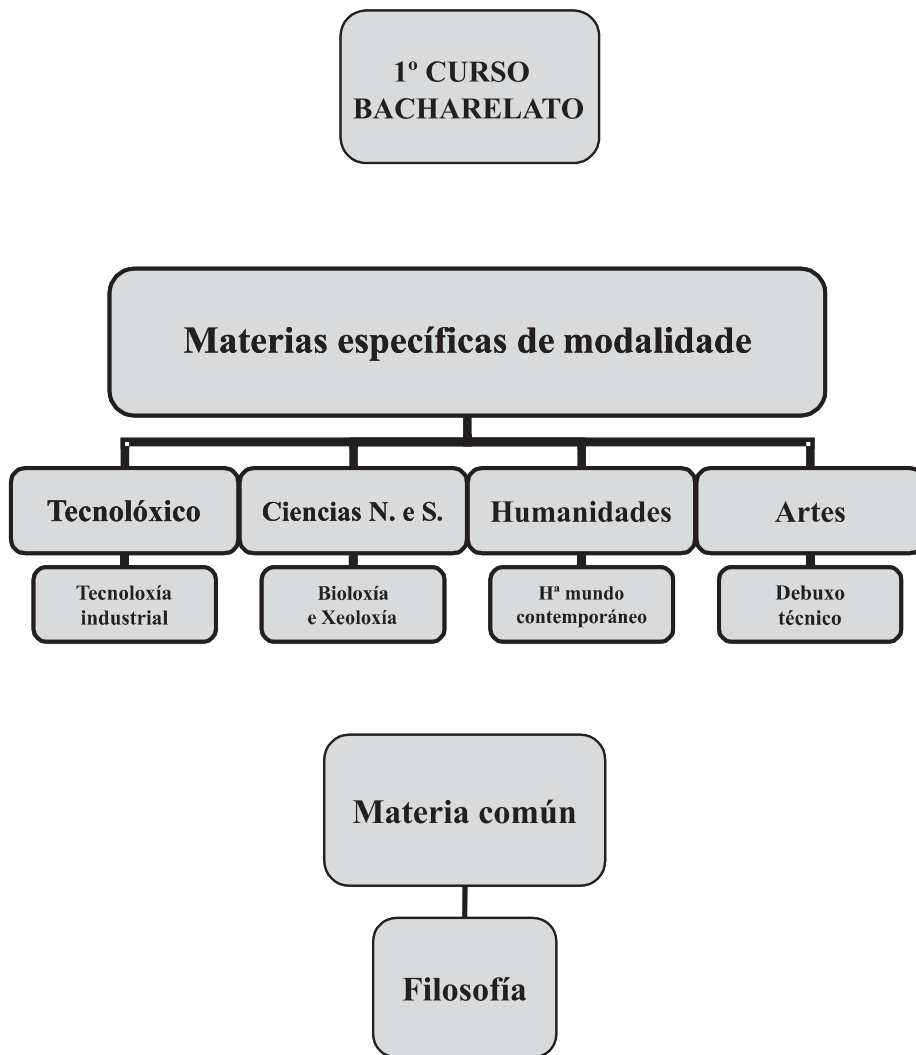 1º CURSO
BACHARELATO
Materias específicas de modalidade
Tecnolóxico
Ciencias N. e S.
Humanidades
Artes
Tecnoloxía
industrial
Bioloxía
e Xeoloxía
Hª mundo
contemporáneo
Debuxo
técnico
Materia común
Filosofía